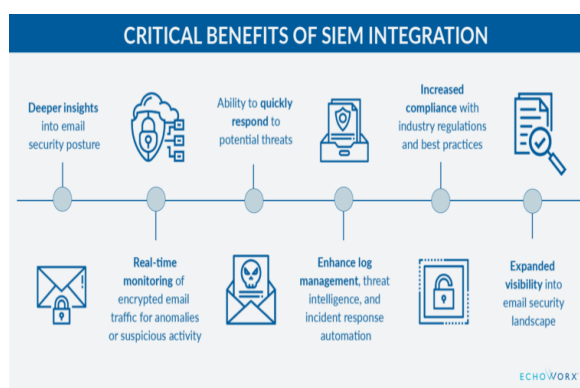 CRITICAL BENEFITS OF SIEM INTEGRATION
Deeper insights
into email
security posture
Real-time
monitoring of
encrypted email
traffic for anomalies
or suspicious activity
Ability to quickly
respond to
potential threats
Enhance log
management, threat
intelligence, and
incident response
automation
Increased
compliance with
industry regulations
and best practices
Expanded
visibility into
email security
landscape
ECHOWORX